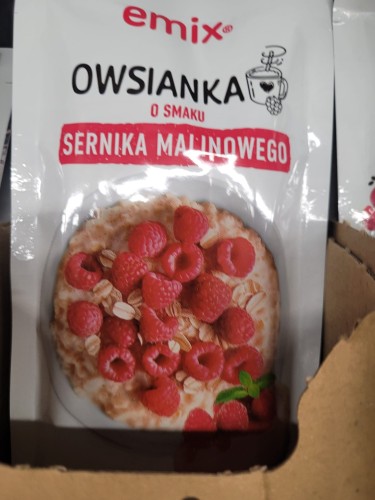 emix
OWSIANKA
O SMAKU
SERNIKA MALINOWEGO